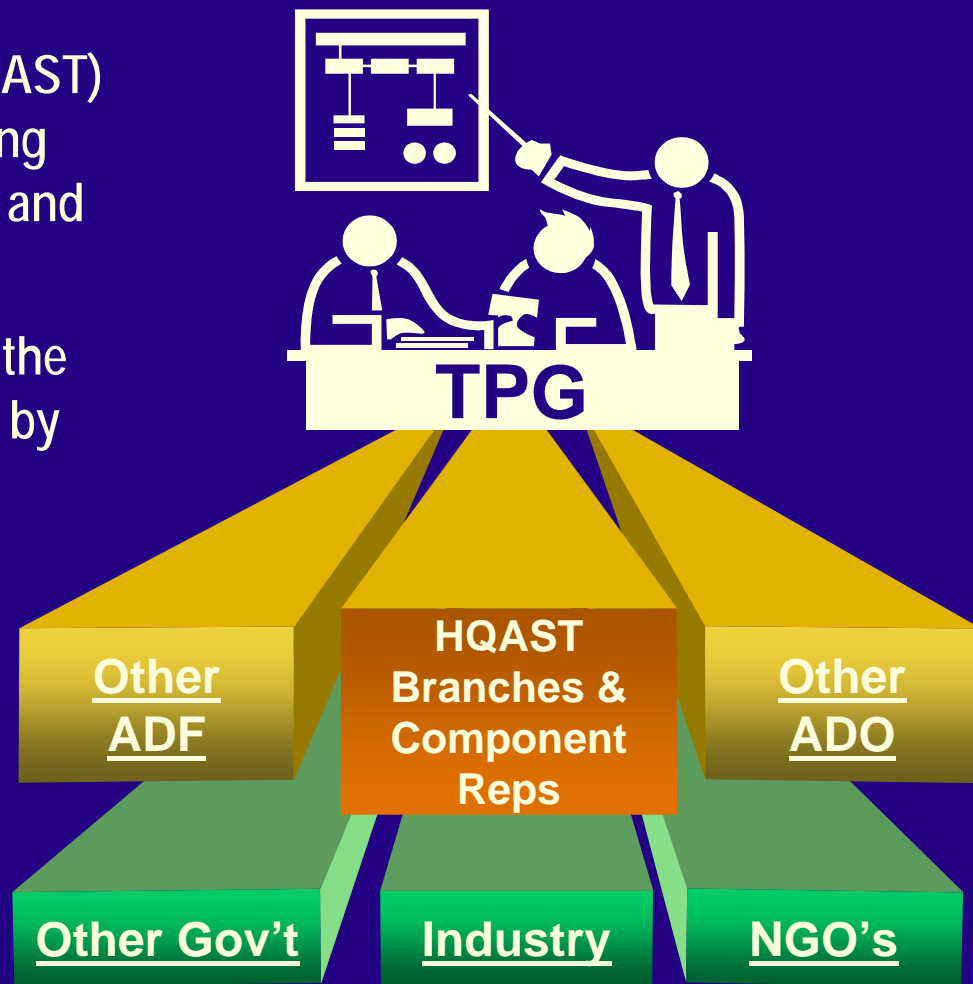 AST)
ng
and
the
by
TPG
Other
ADF
HQAST
Branches &
Component
Reps
Other
ADO
Other Gov’t
Industry
NGO’s